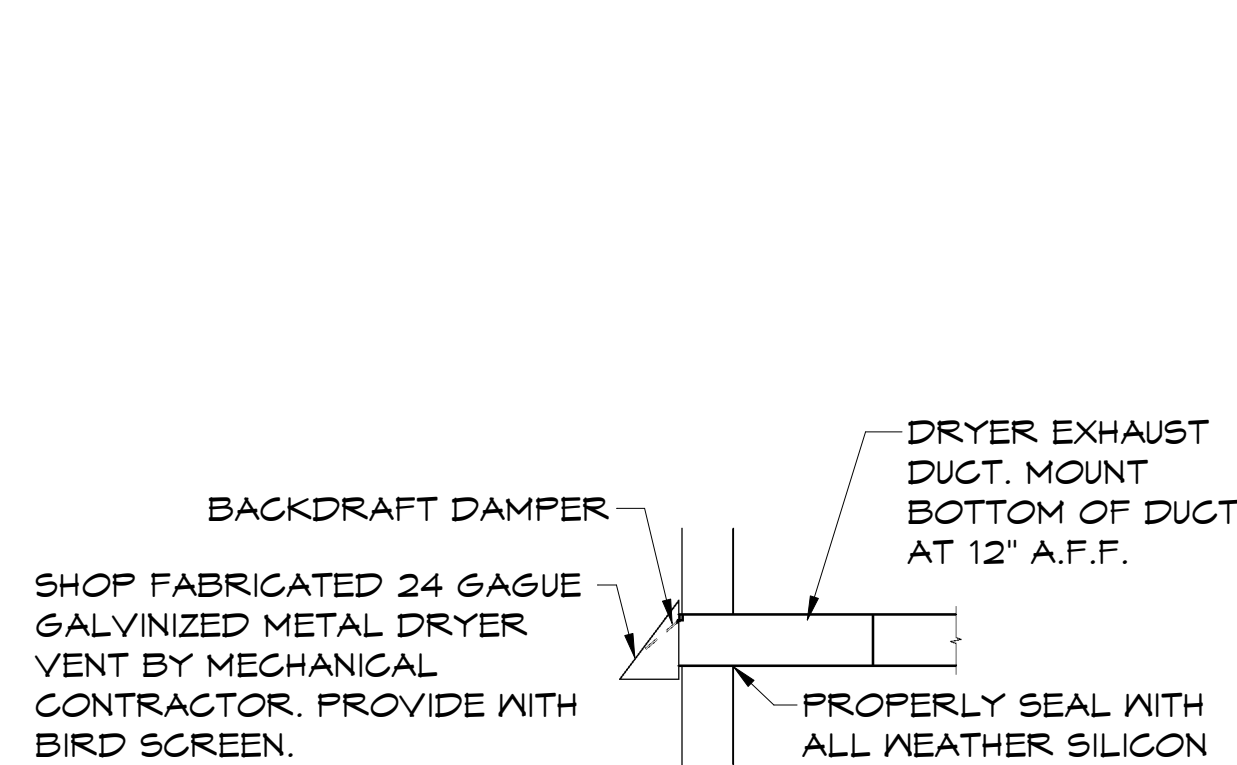 DRYER EXHAUST
DUCT. MOUNT
BOTTOM OF DUCT
AT 12" A.F.F.
BACKDRAFT DAMPER
SHOP FABRICATED 24 GAGUE
GALVINIZED METAL DRYER
VENT BY MECHANICAL
CONTRACTOR. PROVIDE WITH
BIRD SCREEN.
PROPERLY SEAL WITH
ALL WEATHER SILICON